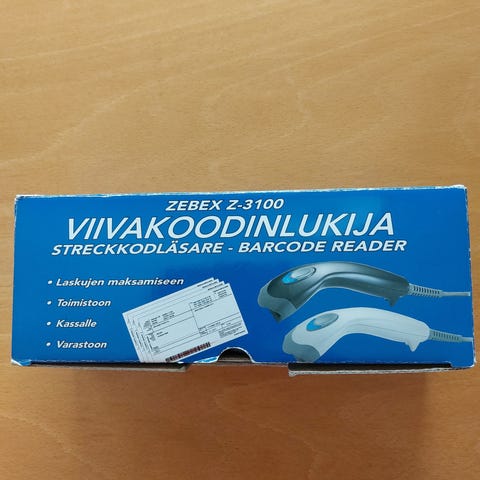 ZEBEX Z-3100
VIIVAKOODINLUKIJA
STRECKKODLÄSARE - BARCODE READER
• Laskujen maksamiseen
• Toimistoon
• Kassalle
• Varastoon